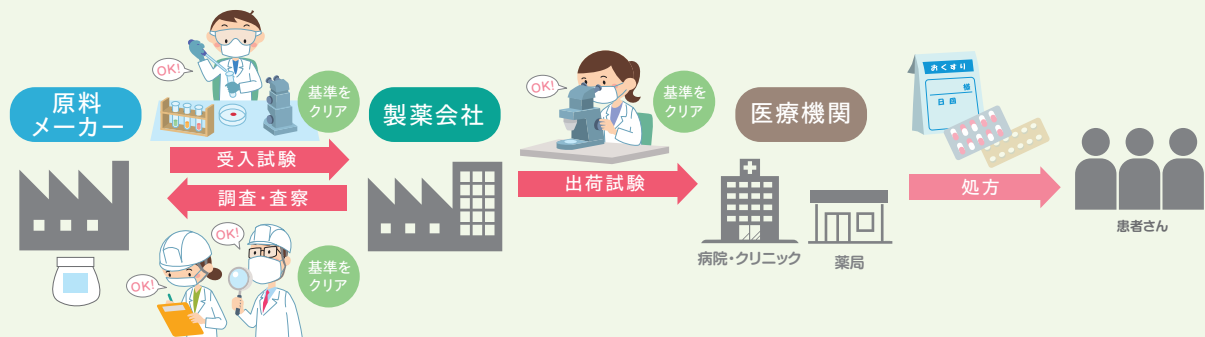 原料
メーカー
OK!
基準を
クリア
受入試験
調査・査察
OK!
OK!
基準を
クリア
製薬会社
OK!
基準を
クリア
出荷試験
医療機関
病院・クリニック
薬局
おくすり
様
日 回
処方
患者さん